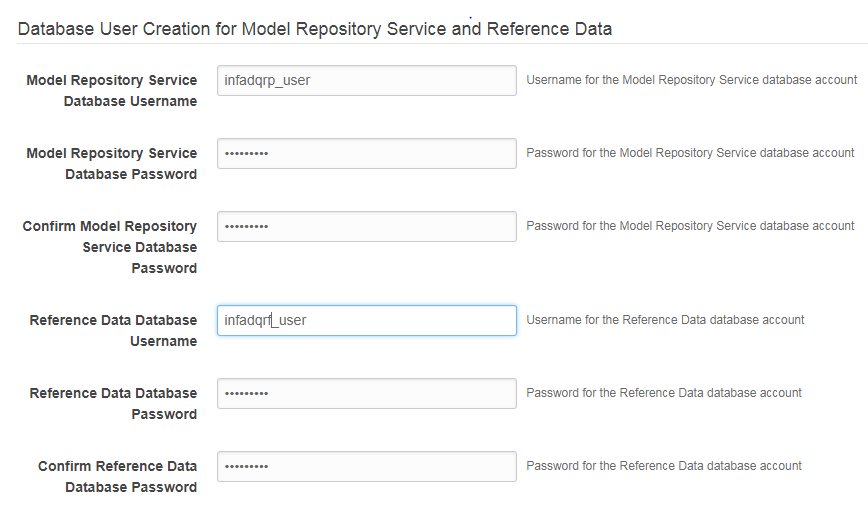 Database User Creation for Model Repository Service and Reference Data
Model Repository Service
Database Username
infadqrp_user
Username for the Model Repository Service database account
Model Repository Service
Database Password
•••••••••
Password for the Model Repository Service database account
Confirm Model Repository
Service Database
Password
•••••••••
Password for the Model Repository Service database account
Reference Data Database
Username
infadqrf_user
Username for the Reference Data database account
Reference Data Database
Password
•••••••••
Password for the Reference Data database account
Confirm Reference Data
Database Password
•••••••••
Password for the Reference Data database account